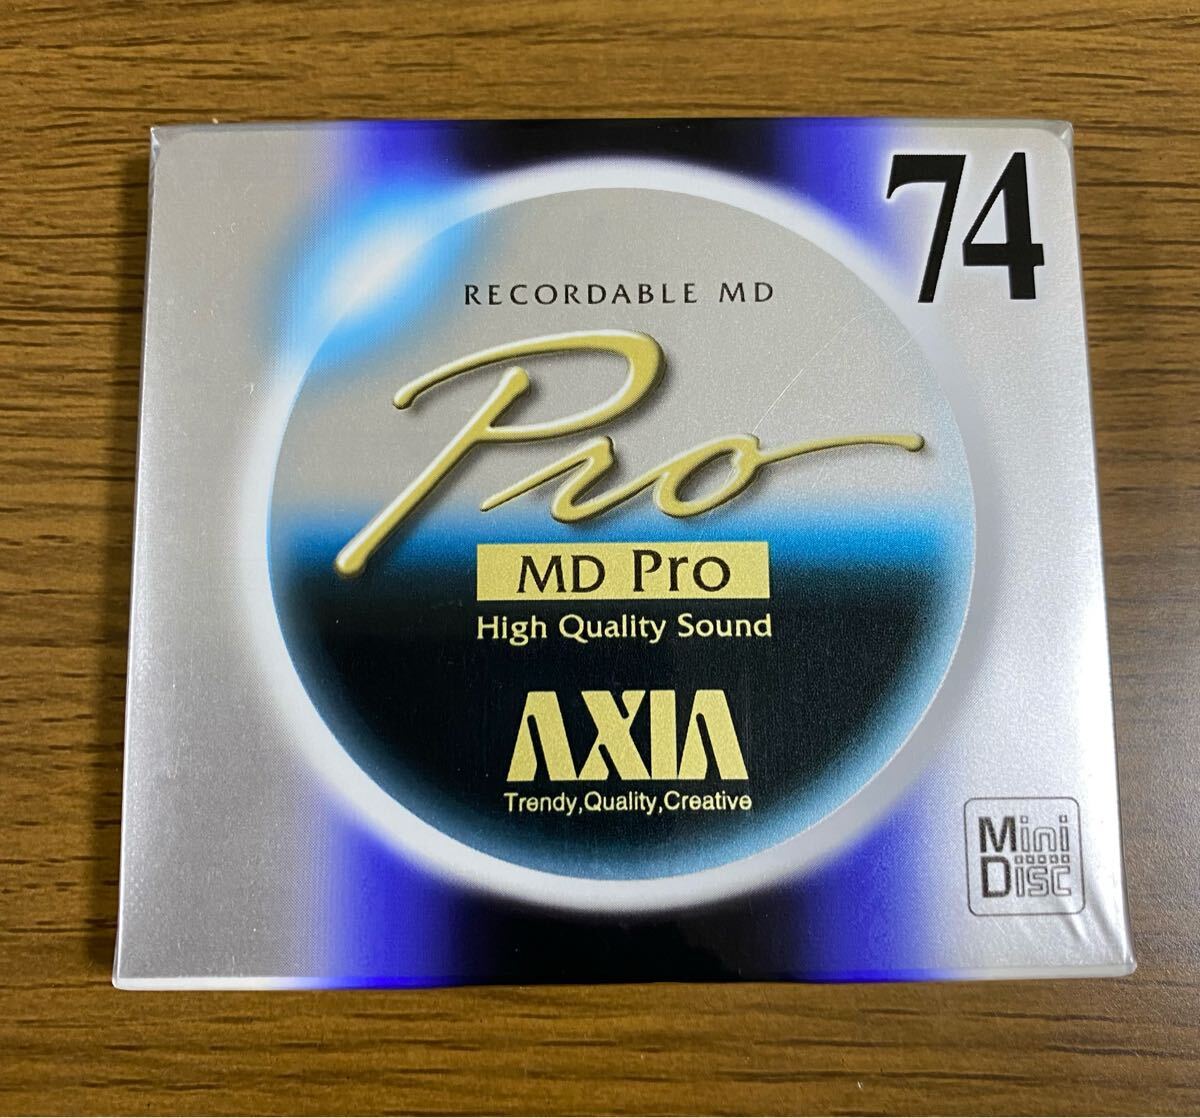 74
RECORDABLE MD
Pro
MD Pro
High Quality Sound
AXIA
Trendy,Quality,Creative
Mini
Disc